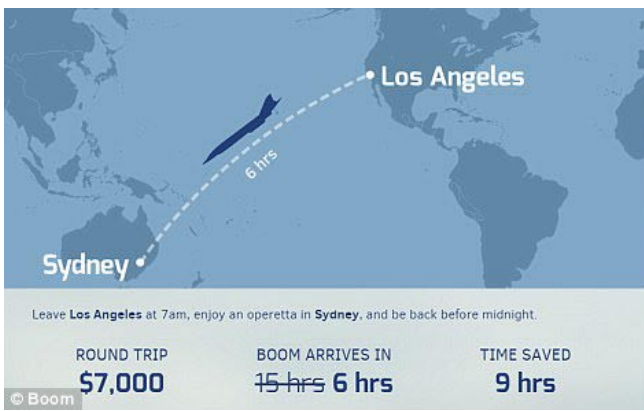 Los Angeles
6 hrs
Sydney
Leave Los Angeles at 7am, enjoy an operetta in Sydney, and be back before midnight.
ROUND TRIP
$7,000
BOOM ARRIVES IN
15 hrs 6 hrs
TIME SAVED
9 hrs
© Boom